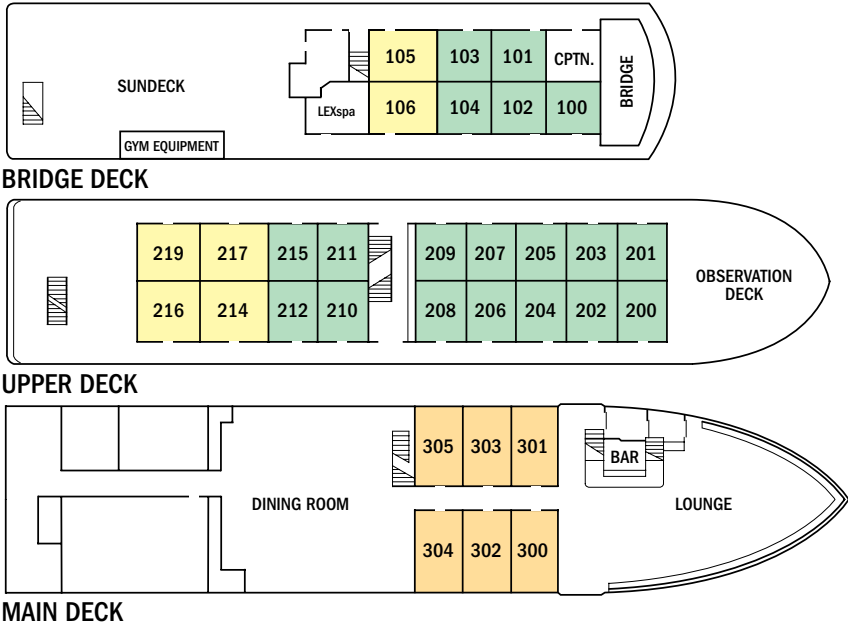 105 103 101 CPTN.
SUNDECK
BRIDGE
LEXspa 106 104 102 100
GYM EQUIPMENT
BRIDGE DECK
219 217 215 211 209 207 205 203 201
OBSERVATION
DECK
216 214 212 210 208 206 204 202 200
UPPER DECK
305 303 301
BAR
DINING ROOM
LOUNGE
304 302 300
MAIN DECK